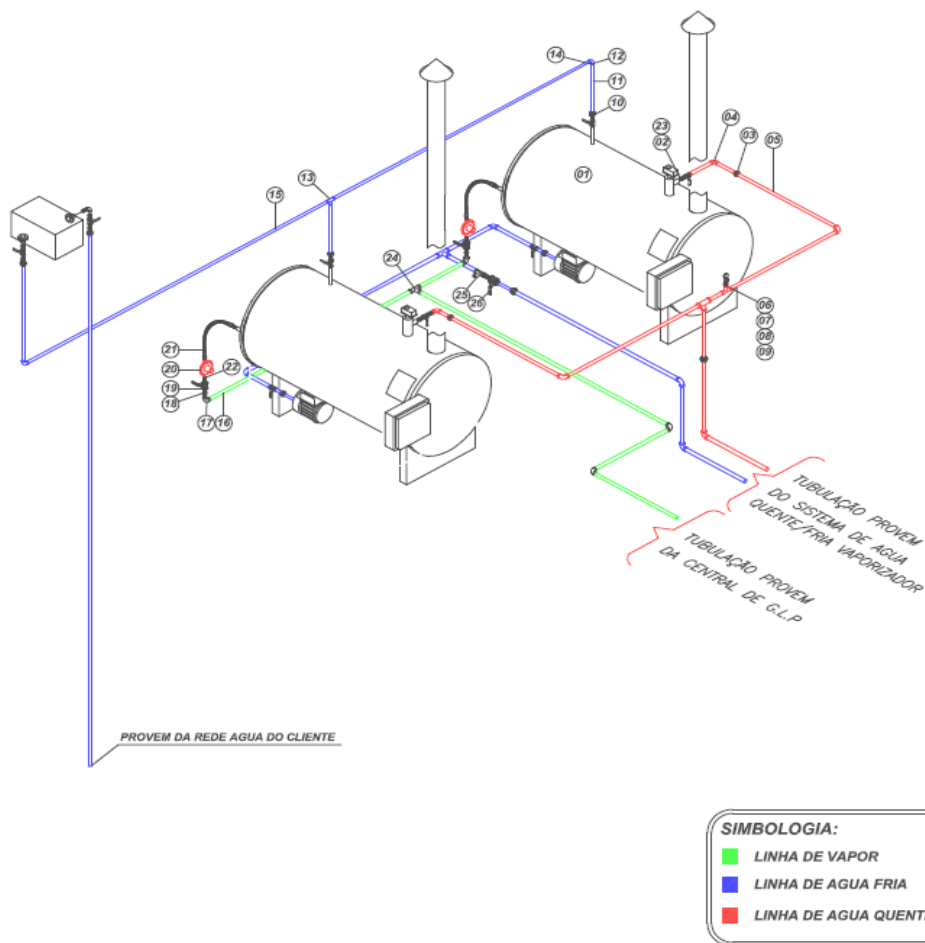 14
12
11
10
23
02
04
03
05
01
13
15
24
25
26
06
07
08
09
21
20
22
19
18
17
16
TUBULAÇÃO PROVEM
DO SISTEMA DE AGUA
QUENTE/FRIA VAPORIZADOR
TUBULAÇÃO PROVEM
DA CENTRAL DE G.L.P
PROVEM DA REDE AGUA DO CLIENTE
SIMBOLOGIA:
LINHA DE VAPOR
LINHA DE AGUA FRIA
LINHA DE AGUA QUENT